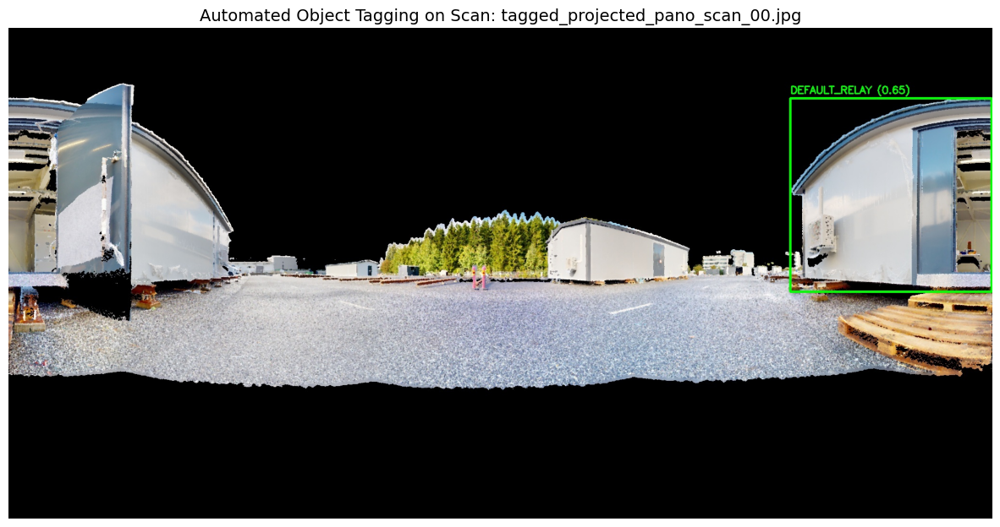 Automated Object Tagging on Scan: tagged_projected_pano_scan_00.jpg
DEFAULT_RELAY (0.65)